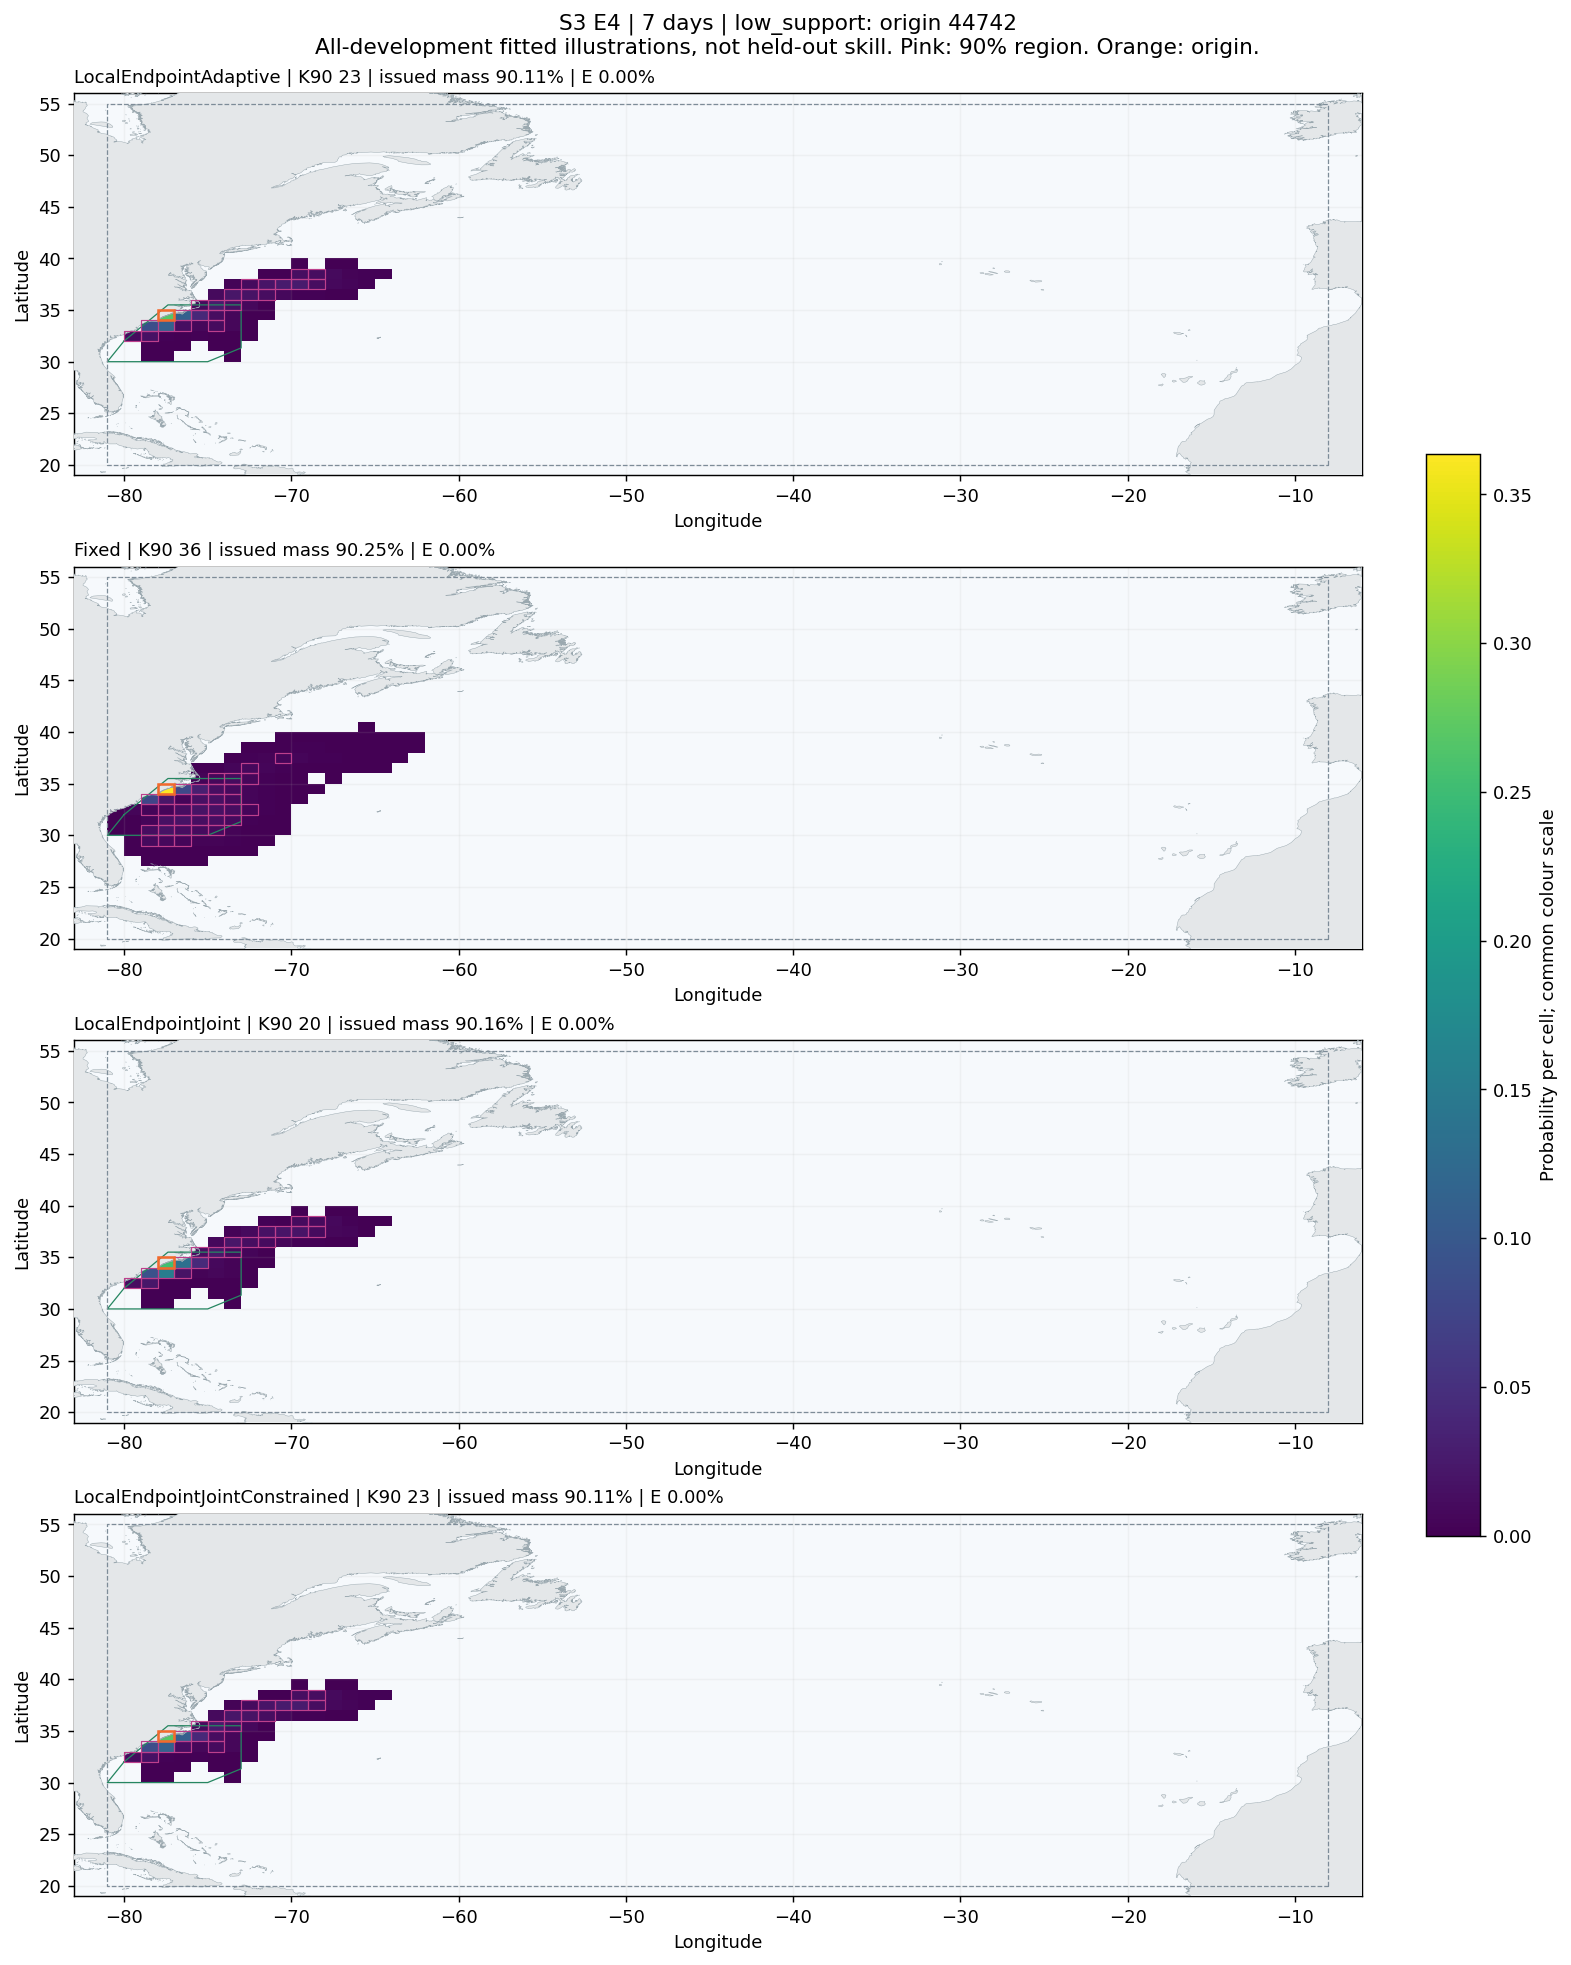 S3 E4 | 7 days | low_support: origin 44742
All-development fitted illustrations, not held-out skill. Pink: 90% region. Orange: origin.
LocalEndpointAdaptive | K90 23 | issued mass 90.11% | E 0.00%
55
50
45
40
35
30
25
20
Latitude
−80 −70 −60 −50 −40 −30 −20 −10
Longitude
Fixed | K90 36 | issued mass 90.25% | E 0.00%
55
50
45
40
35
30
25
20
Latitude
−80 −70 −60 −50 −40 −30 −20 −10
Longitude
LocalEndpointJoint | K90 20 | issued mass 90.16% | E 0.00%
55
50
45
40
35
30
25
20
Latitude
−80 −70 −60 −50 −40 −30 −20 −10
Longitude
LocalEndpointJointConstrained | K90 23 | issued mass 90.11% | E 0.00%
55
50
45
40
35
30
25
20
Latitude
−80 −70 −60 −50 −40 −30 −20 −10
Longitude
0.35
0.30
0.25
0.20
0.15
0.10
0.05
0.00
Probability per cell; common colour scale